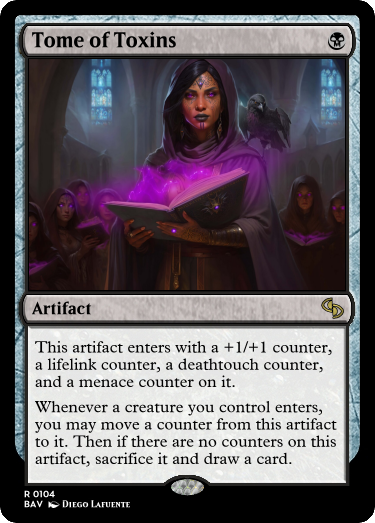 Tome of Toxins
Artifact
This artifact enters with a +1/+1 counter,
a lifelink counter, a deathtouch counter,
and a menace counter on it.
Whenever a creature you control enters,
you may move a counter from this artifact
to it. Then if there are no counters on this
artifact, sacrifice it and draw a card.
R 0104
BAV Diego Lafuente